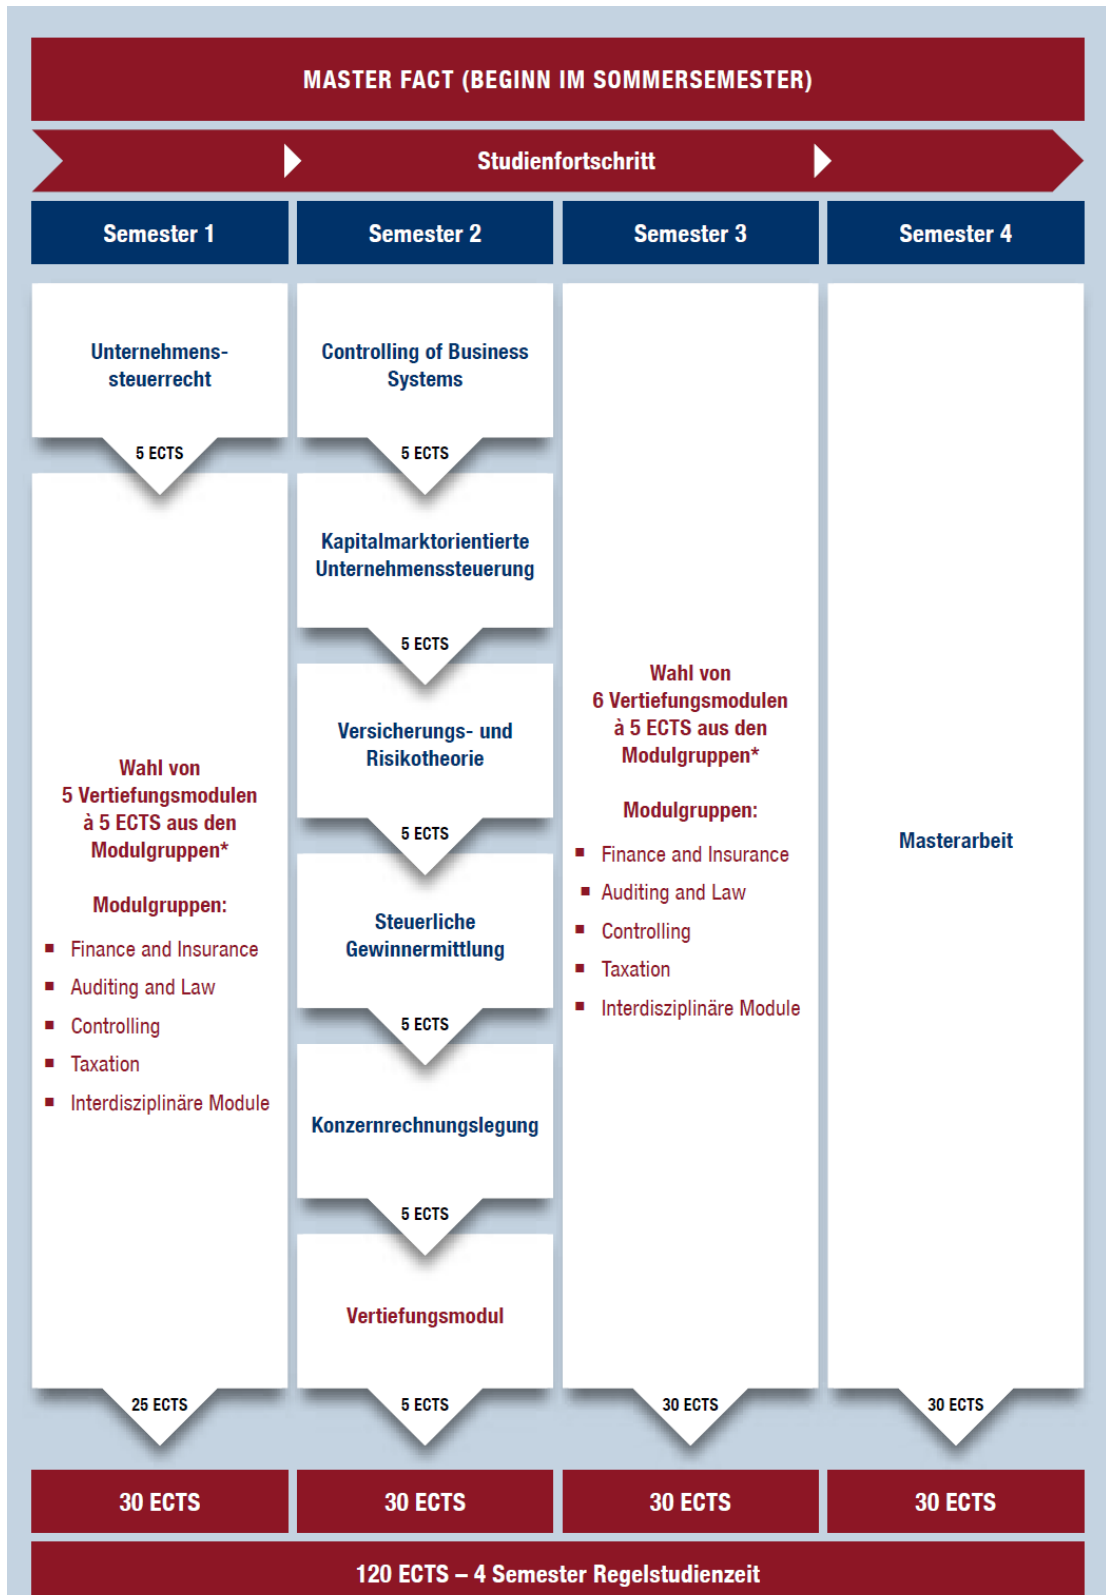 MASTER FACT (BEGINN IM SOMMERSEMESTER)
Studienfortschritt
Semester 1
Semester 2
Semester 3
Semester 4
Unternehmens-
steuerrecht
5 ECTS
Wahl von
5 Vertiefungsmodulen
à 5 ECTS aus den
Modulgruppen*
Modulgruppen:
▪ Finance and Insurance
▪ Auditing and Law
▪ Controlling
▪ Taxation
▪ Interdisziplinäre Module
25 ECTS
Controlling of Business
Systems
5 ECTS
Kapitalmarktorientierte
Unternehmenssteuerung
5 ECTS
Versicherungs- und
Risikotheorie
5 ECTS
Steuerliche
Gewinnermittlung
5 ECTS
Konzernrechnungslegung
5 ECTS
Vertiefungsmodul
5 ECTS
Wahl von
6 Vertiefungsmodulen
à 5 ECTS aus den
Modulgruppen*
Modulgruppen:
▪ Finance and Insurance
▪ Auditing and Law
▪ Controlling
▪ Taxation
▪ Interdisziplinäre Module
30 ECTS
Masterarbeit
30 ECTS
30 ECTS
30 ECTS
30 ECTS
30 ECTS
120 ECTS – 4 Semester Regelstudienzeit